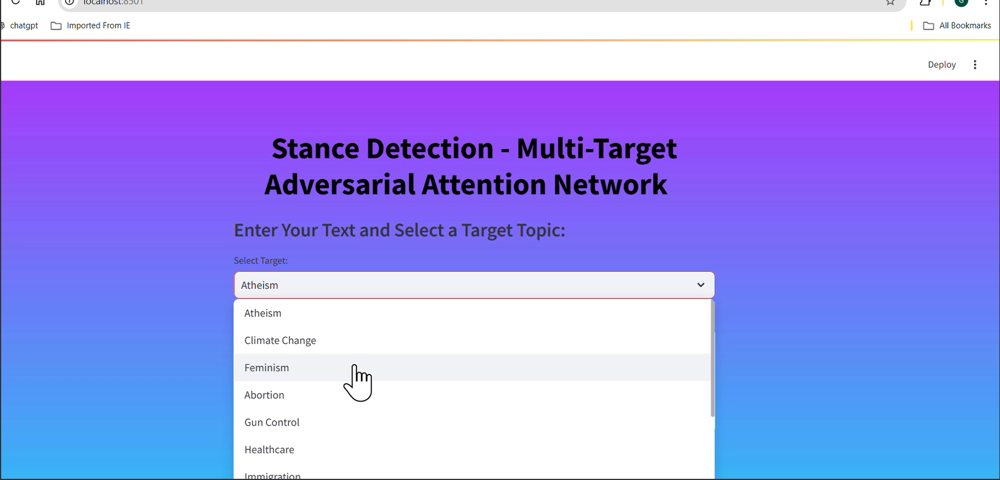 localhost:8501
chatgpt
Imported From IE
All Bookmarks
G
Deploy
Stance Detection - Multi-Target
Adversarial Attention Network
Enter Your Text and Select a Target Topic:
Select Target:
Atheism
Atheism
Climate Change
Feminism
Abortion
Gun Control
Healthcare
Immigration